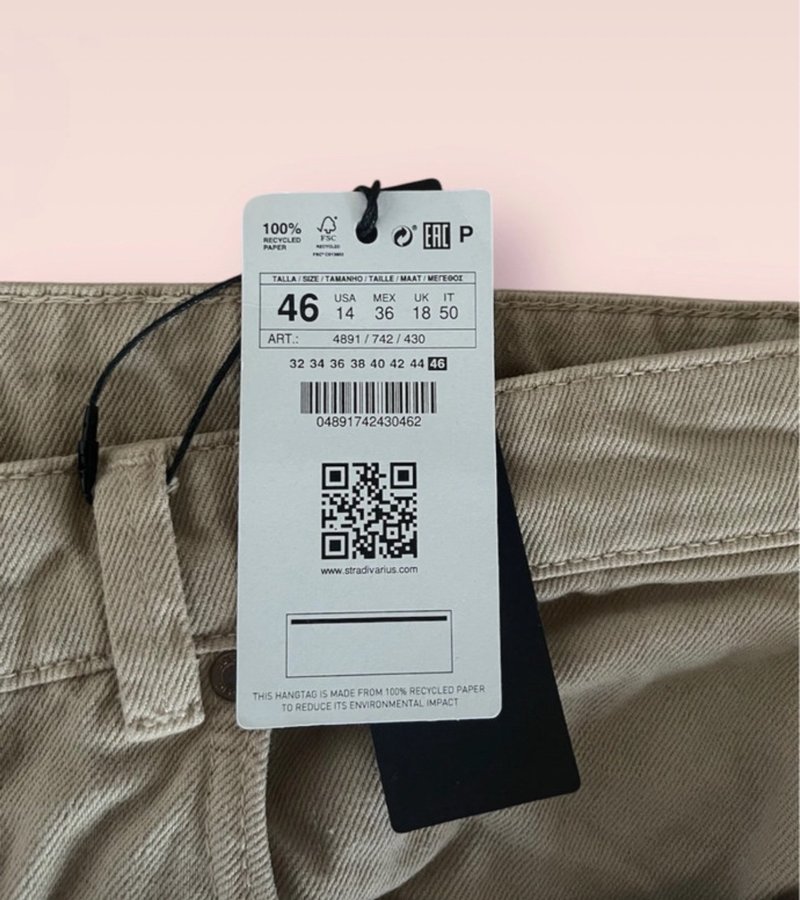 100%
RECYCLED
PAPER
FSC
RECYCLED
EAC P
TALLA / SIZE / TAMANHO / TAILLE / MAAT / ΜΕΓΕΘΟΣ
46 USA 14 MEX 36 UK 18 IT 50
ART.: 4891 / 742 / 430
32 34 36 38 40 42 44 46
04891742430462
www.stradivarius.com
THIS HANGTAG IS MADE FROM 100% RECYCLED PAPER
TO REDUCE ITS ENVIRONMENTAL IMPACT